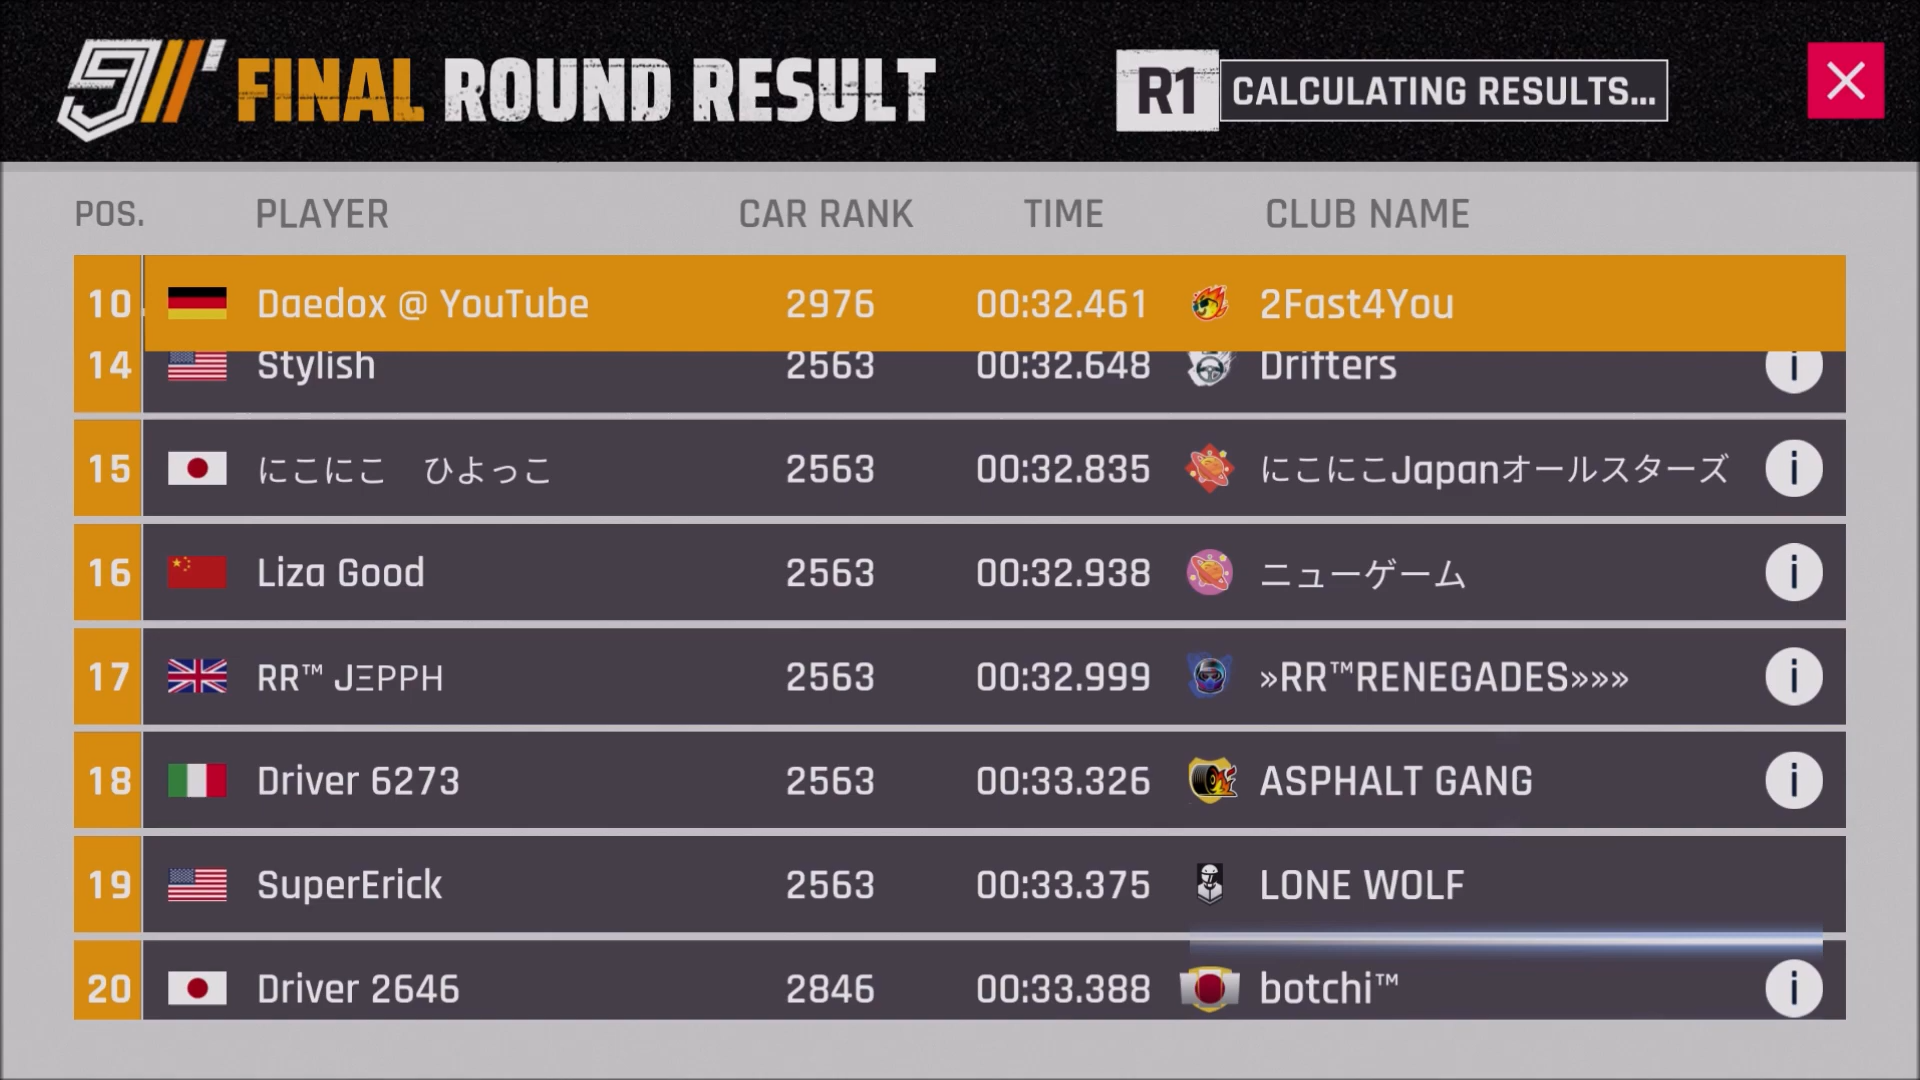 9 FINAL ROUND RESULT R1 CALCULATING RESULTS...
POS. PLAYER CAR RANK TIME CLUB NAME
10 Daedox @ YouTube 2976 00:32.461 2Fast4You
14 Stylish 2563 00:32.648 Drifters i
15 にこにこ　ひよっこ 2563 00:32.835 にこにこJapanオールスターズ i
16 Liza Good 2563 00:32.938 ニューゲーム i
17 RR™ JΞPPH 2563 00:32.999 »RR™RENEGADES»»» i
18 Driver 6273 2563 00:33.326 ASPHALT GANG i
19 SuperErick 2563 00:33.375 LONE WOLF
20 Driver 2646 2846 00:33.388 botchi™ i